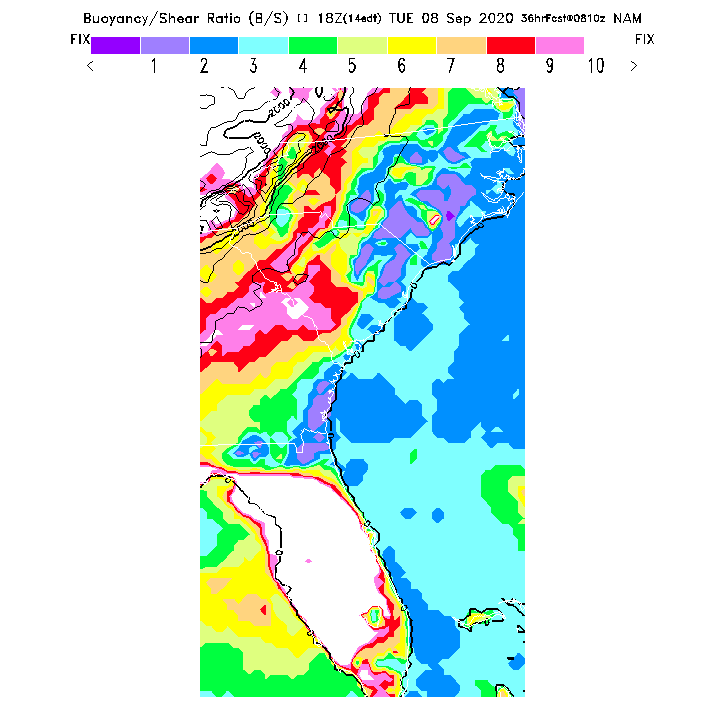 Buoyancy/Shear Ratio (B/S) [] 18Z(14edt) TUE 08 Sep 2020 36hrFcst@0810z NAM
FIX FIX
< 1 2 3 4 5 6 7 8 9 10 >
2000